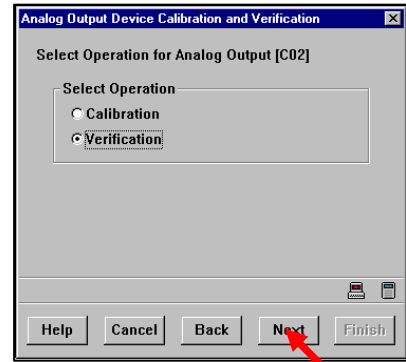 Analog Output Device Calibration and Verification
Select Operation for Analog Output [C02]
Select Operation
Calibration
Verification
Help Cancel Back Next Finish